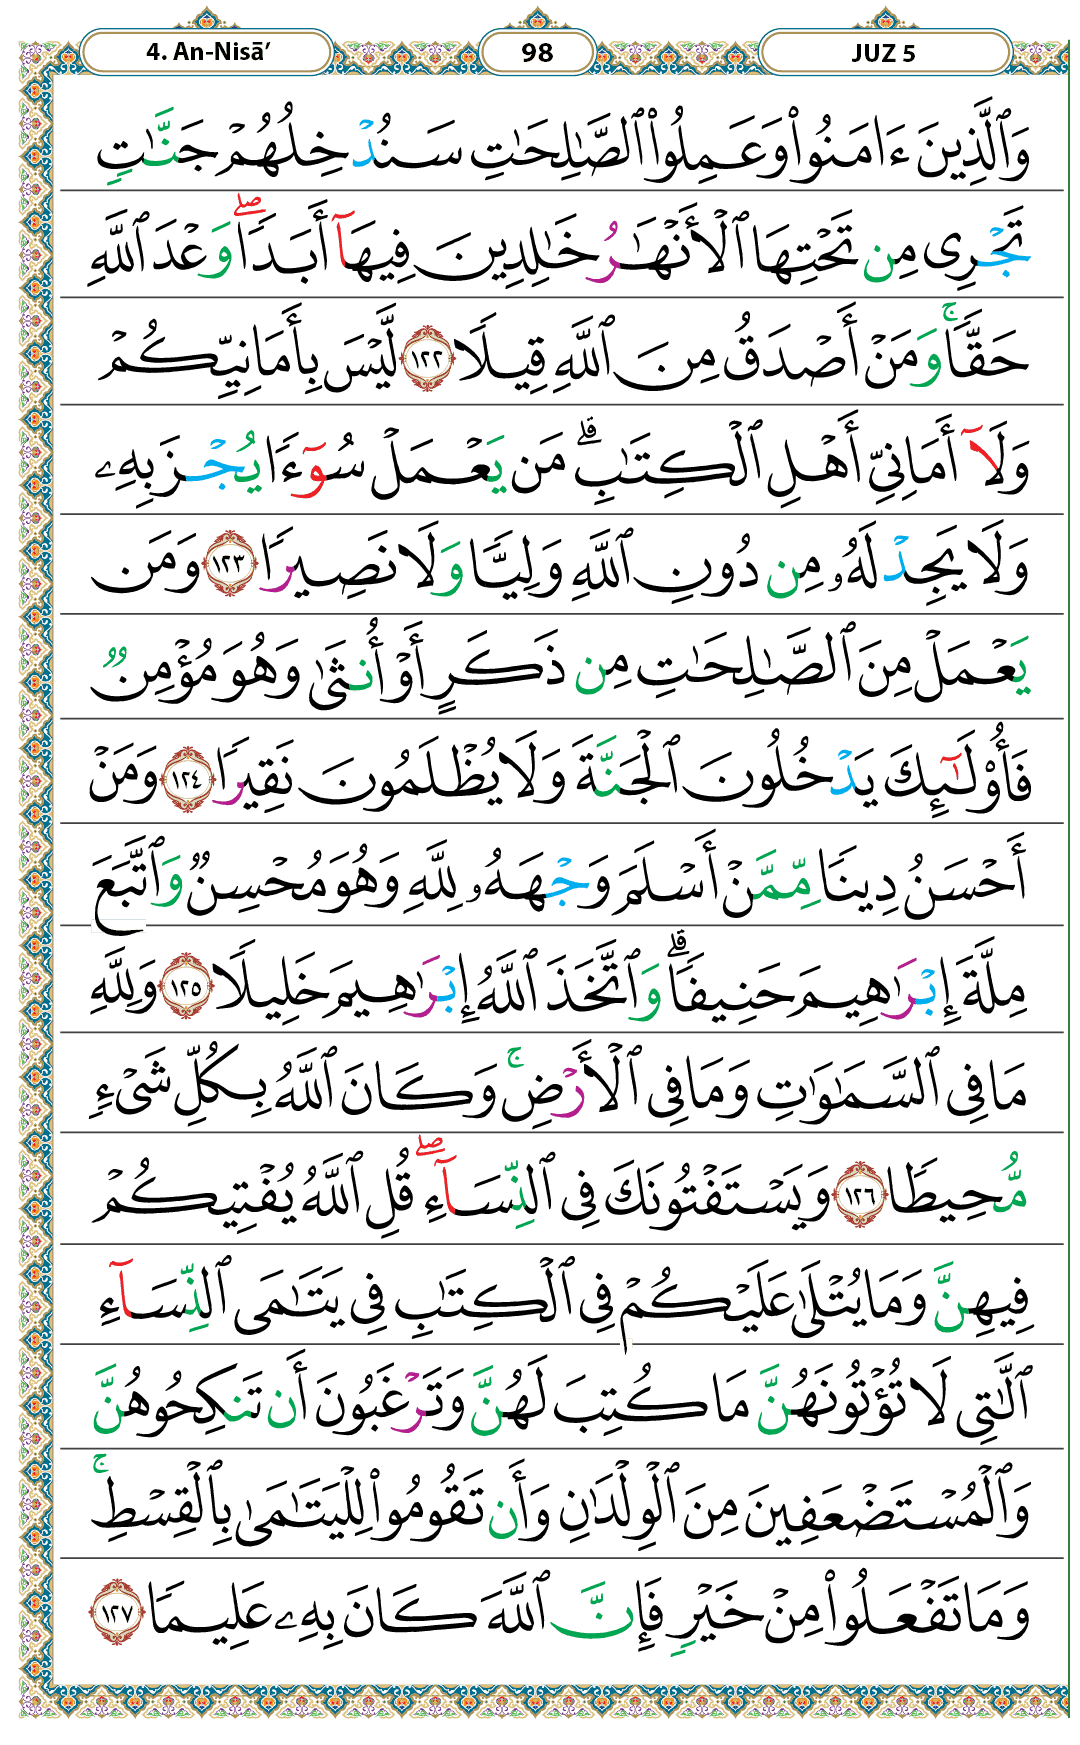 4. An-Nisā’ 98 JUZ 5
وَٱلَّذِينَ ءَامَنُوا۟ وَعَمِلُوا۟ ٱلصَّـٰلِحَـٰتِ سَنُدْخِلُهُمْ جَنَّـٰتٍ
تَجْرِى مِن تَحْتِهَا ٱلْأَنْهَـٰرُ خَـٰلِدِينَ فِيهَآ أَبَدًا ۖ وَعْدَ ٱللَّهِ
حَقًّا ۚ وَمَنْ أَصْدَقُ مِنَ ٱللَّهِ قِيلًا ١٢٢ لَّيْسَ بِأَمَانِيِّكُمْ
وَلَآ أَمَانِىِّ أَهْلِ ٱلْكِتَـٰبِ ۗ مَن يَعْمَلْ سُوٓءًا يُجْزَ بِهِۦ
وَلَا يَجِدْ لَهُۥ مِن دُونِ ٱللَّهِ وَلِيًّا وَلَا نَصِيرًا ١٢٣ وَمَن
يَعْمَلْ مِنَ ٱلصَّـٰلِحَـٰتِ مِن ذَكَرٍ أَوْ أُنثَىٰ وَهُوَ مُؤْمِنٌ
فَأُو۟لَـٰٓئِكَ يَدْخُلُونَ ٱلْجَنَّةَ وَلَا يُظْلَمُونَ نَقِيرًا ١٢٤ وَمَنْ
أَحْسَنُ دِينًا مِّمَّنْ أَسْلَمَ وَجْهَهُۥ لِلَّهِ وَهُوَ مُحْسِنٌ وَٱتَّبَعَ
مِلَّةَ إِبْرَٰهِيمَ حَنِيفًا ۗ وَٱتَّخَذَ ٱللَّهُ إِبْرَٰهِيمَ خَلِيلًا ١٢٥ وَلِلَّهِ
مَا فِى ٱلسَّمَـٰوَٰتِ وَمَا فِى ٱلْأَرْضِ ۚ وَكَانَ ٱللَّهُ بِكُلِّ شَىْءٍ
مُّحِيطًا ١٢٦ وَيَسْتَفْتُونَكَ فِى ٱلنِّسَآءِ ۖ قُلِ ٱللَّهُ يُفْتِيكُمْ
فِيهِنَّ وَمَا يُتْلَىٰ عَلَيْكُمْ فِى ٱلْكِتَـٰبِ فِى يَتَـٰمَى ٱلنِّسَآءِ
ٱلَّـٰتِى لَا تُؤْتُونَهُنَّ مَا كُتِبَ لَهُنَّ وَتَرْغَبُونَ أَن تَنكِحُوهُنَّ
وَٱلْمُسْتَضْعَفِينَ مِنَ ٱلْوِلْدَٰنِ وَأَن تَقُومُوا۟ لِلْيَتَـٰمَىٰ بِٱلْقِسْطِ ۚ
وَمَا تَفْعَلُوا۟ مِنْ خَيْرٍ فَإِنَّ ٱللَّهَ كَانَ بِهِۦ عَلِيمًا ١٢٧